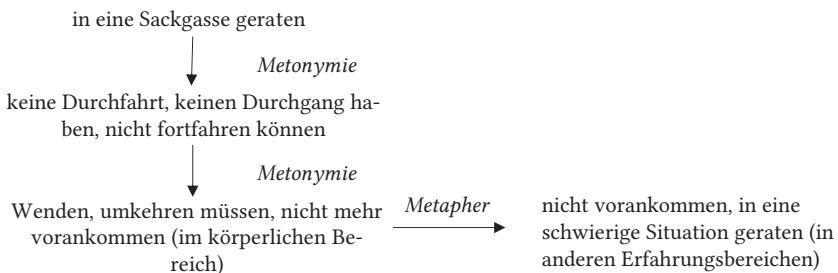 in eine Sackgasse geraten
Metonymie
keine Durchfahrt, keinen Durchgang ha-
ben, nicht fortfahren können
Metonymie
Wenden, umkehren müssen, nicht mehr
vorankommen (im körperlichen Be-
reich)
Metapher
nicht vorankommen, in eine
schwierige Situation geraten (in
anderen Erfahrungsbereichen)